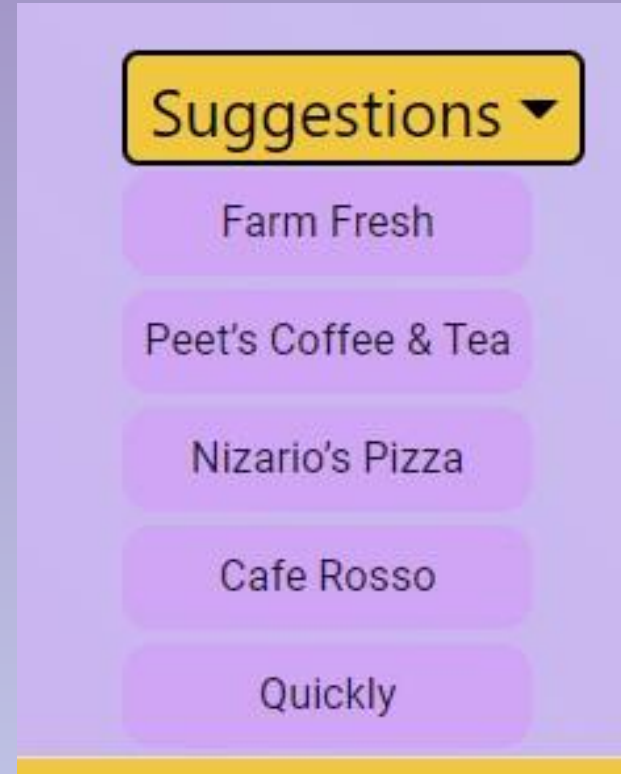 Suggestions
Farm Fresh
Peet's Coffee & Tea
Nizario's Pizza
Cafe Rosso
Quickly